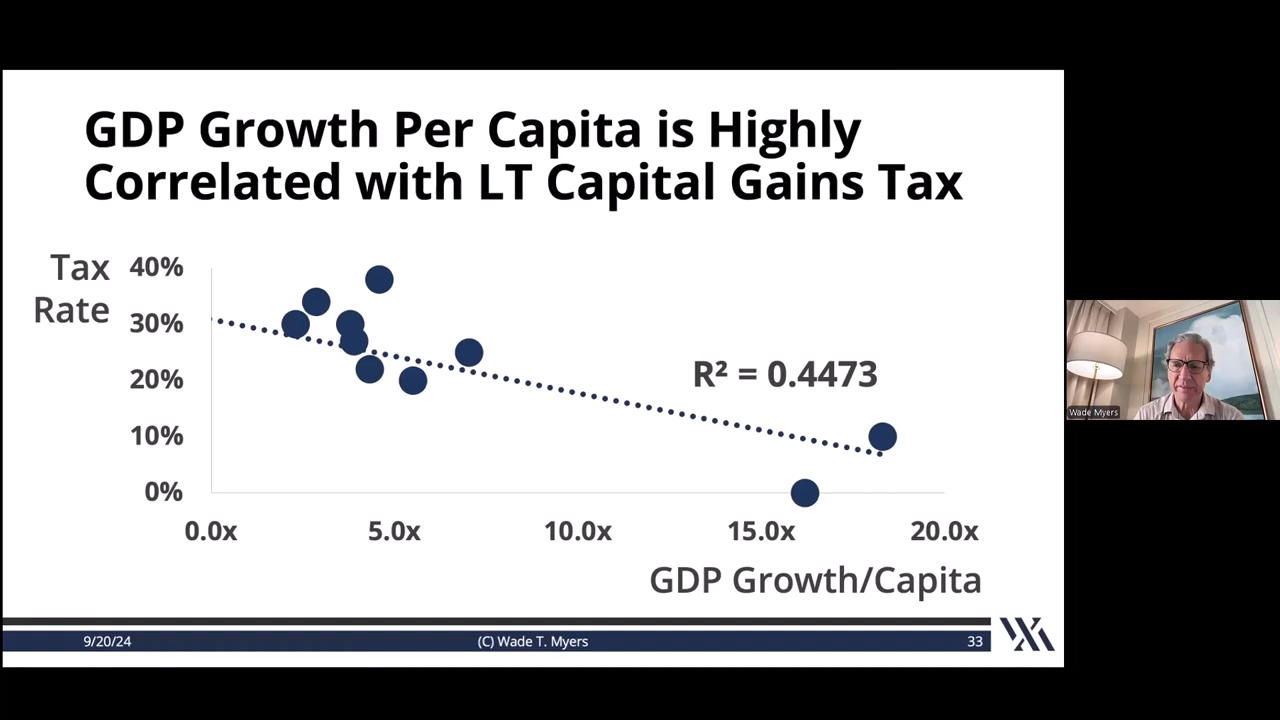 GDP Growth Per Capita is Highly
Correlated with LT Capital Gains Tax
Tax
Rate
40%
30%
20%
10%
0%
R² = 0.4473
0.0x
5.0x
10.0x
15.0x
20.0x
GDP Growth/Capita
9/20/24
(C) Wade T. Myers
33
Wade Myers